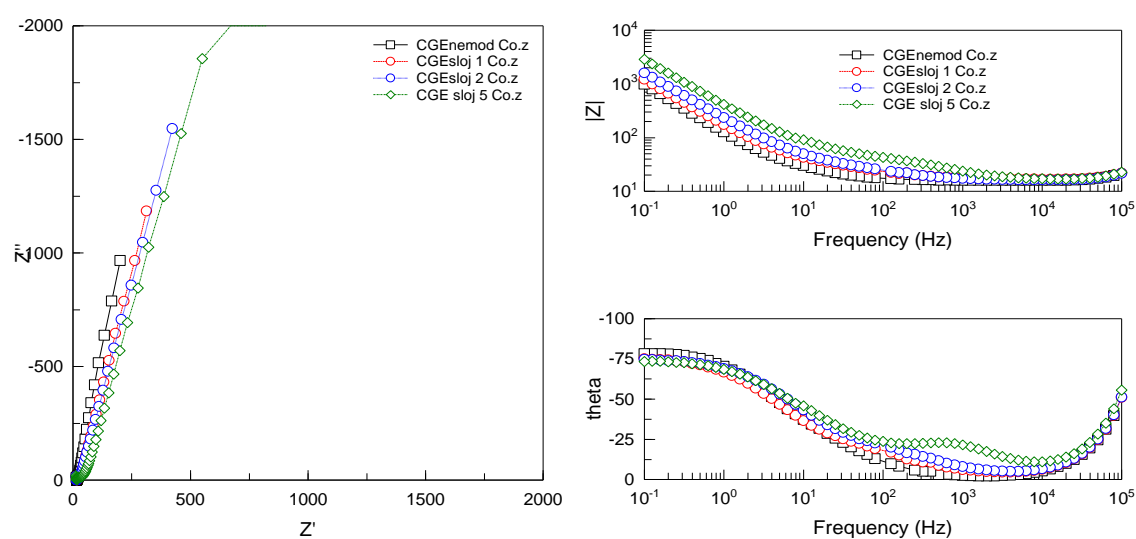 -2000
-1500
-1000
-500
0
Z''
0 500 1000 1500 2000
Z'
CGEnemod Co.z
CGEsloj 1 Co.z
CGEsloj 2 Co.z
CGE sloj 5 Co.z
10^4
10^3
10^2
10^1
|Z|
10^-1 10^0 10^1 10^2 10^3 10^4 10^5
Frequency (Hz)
CGEnemod Co.z
CGEsloj 1 Co.z
CGEsloj 2 Co.z
CGE sloj 5 Co.z
-100
-75
-50
-25
0
theta
10^-1 10^0 10^1 10^2 10^3 10^4 10^5
Frequency (Hz)